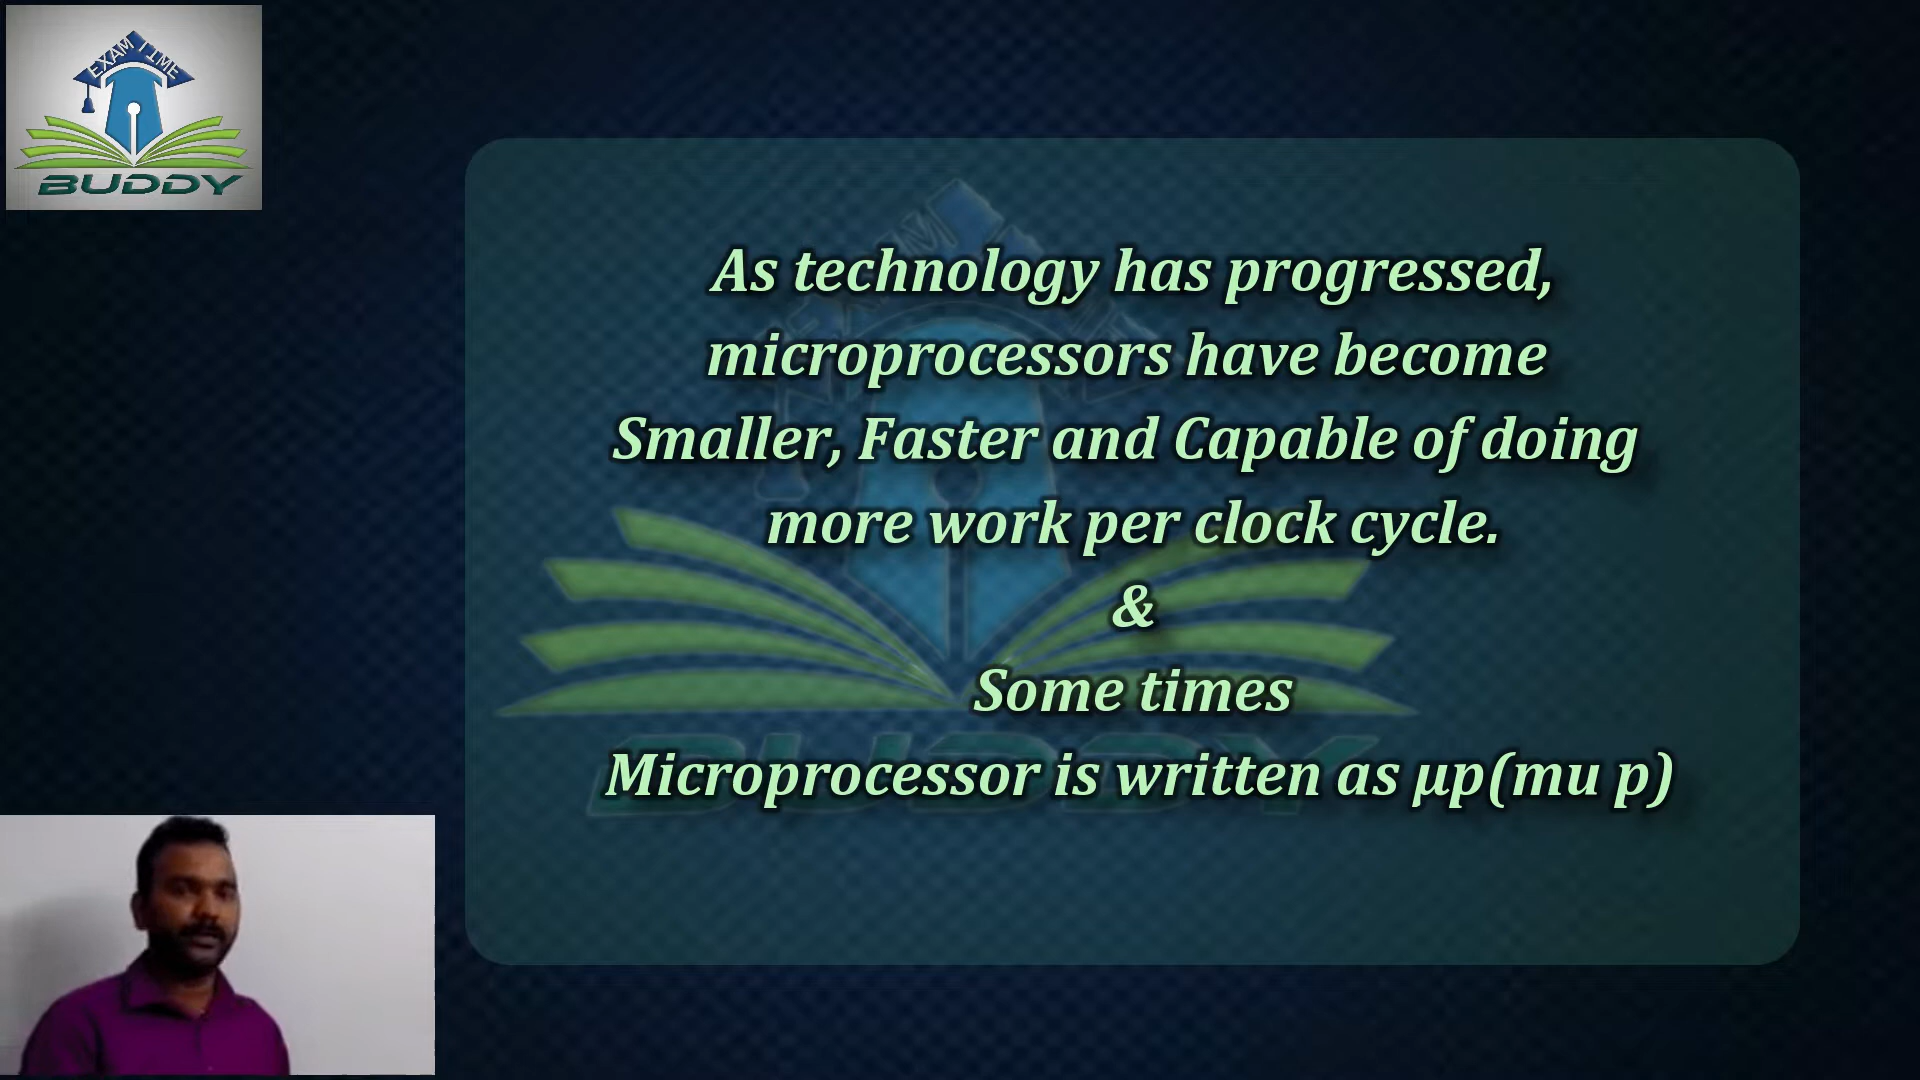 EXAM TIME
BUDDY
As technology has progressed,
microprocessors have become
Smaller, Faster and Capable of doing
more work per clock cycle.
&
Some times
Microprocessor is written as µp(mu p)
BUDDY